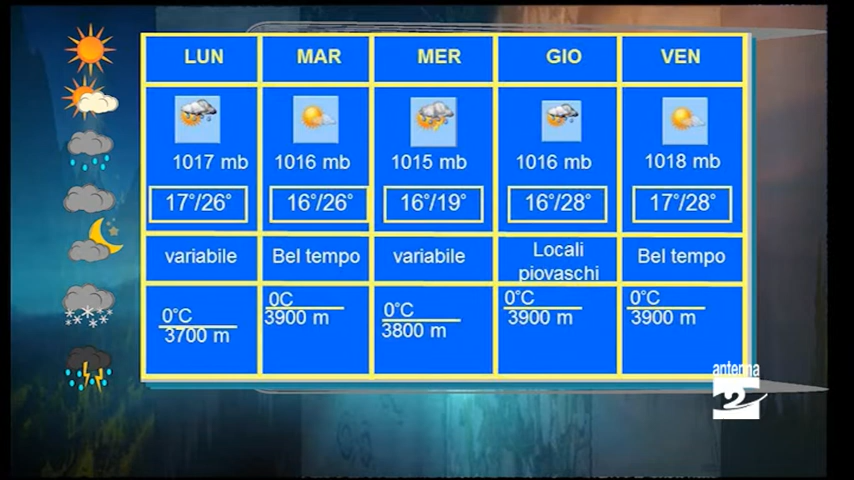 LUN MAR MER GIO VEN
1017 mb 1016 mb 1015 mb 1016 mb 1018 mb
17°/26° 16°/26° 16°/19° 16°/28° 17°/28°
variabile Bel tempo variabile Locali piovaschi Bel tempo
0°C 0C 0°C 0°C 0°C
3700 m 3900 m 3800 m 3900 m 3900 m
antenna
2